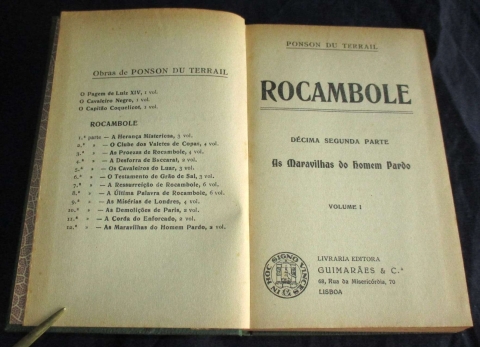 Obras de PONSON DU TERRAIL
O Pagem de Luiz XIV, 1 vol.
O Cavaleiro Negro, 1 vol.
O Capitão Coquelicot, 1 vol.
ROCAMBOLE
1.ª parte — A Herança Misteriosa, 3 vol.
2.ª » — O Clube dos Valetes de Copas, 4 vol.
3.ª » — As Proezas de Rocambole, 4 vol.
4.ª » — A Desforra de Baccarat, 2 vol.
5.ª » — Os Cavaleiros do Luar, 3 vol.
6.ª » — O Testamento de Grão de Sal, 3 vol.
7.ª » — A Ressurreição de Rocambole, 6 vol.
8.ª » — A Última Palavra de Rocambole, 6 vol.
9.ª » — As Misérias de Londres, 4 vol.
10.ª » — As Demolições de Paris, 2 vol.
11.ª » — A Corda do Enforcado, 2 vol.
12.ª » — As Maravilhas do Homem Pardo, 2 vol.
PONSON DU TERRAIL
ROCAMBOLE
DÉCIMA SEGUNDA PARTE
As Maravilhas do Homem Pardo
VOLUME I
IN HOC SIGNO VINCES
LIVRARIA EDITORA
GUIMARÃES & C.ª
68, Rua da Misericórdia, 70
LISBOA